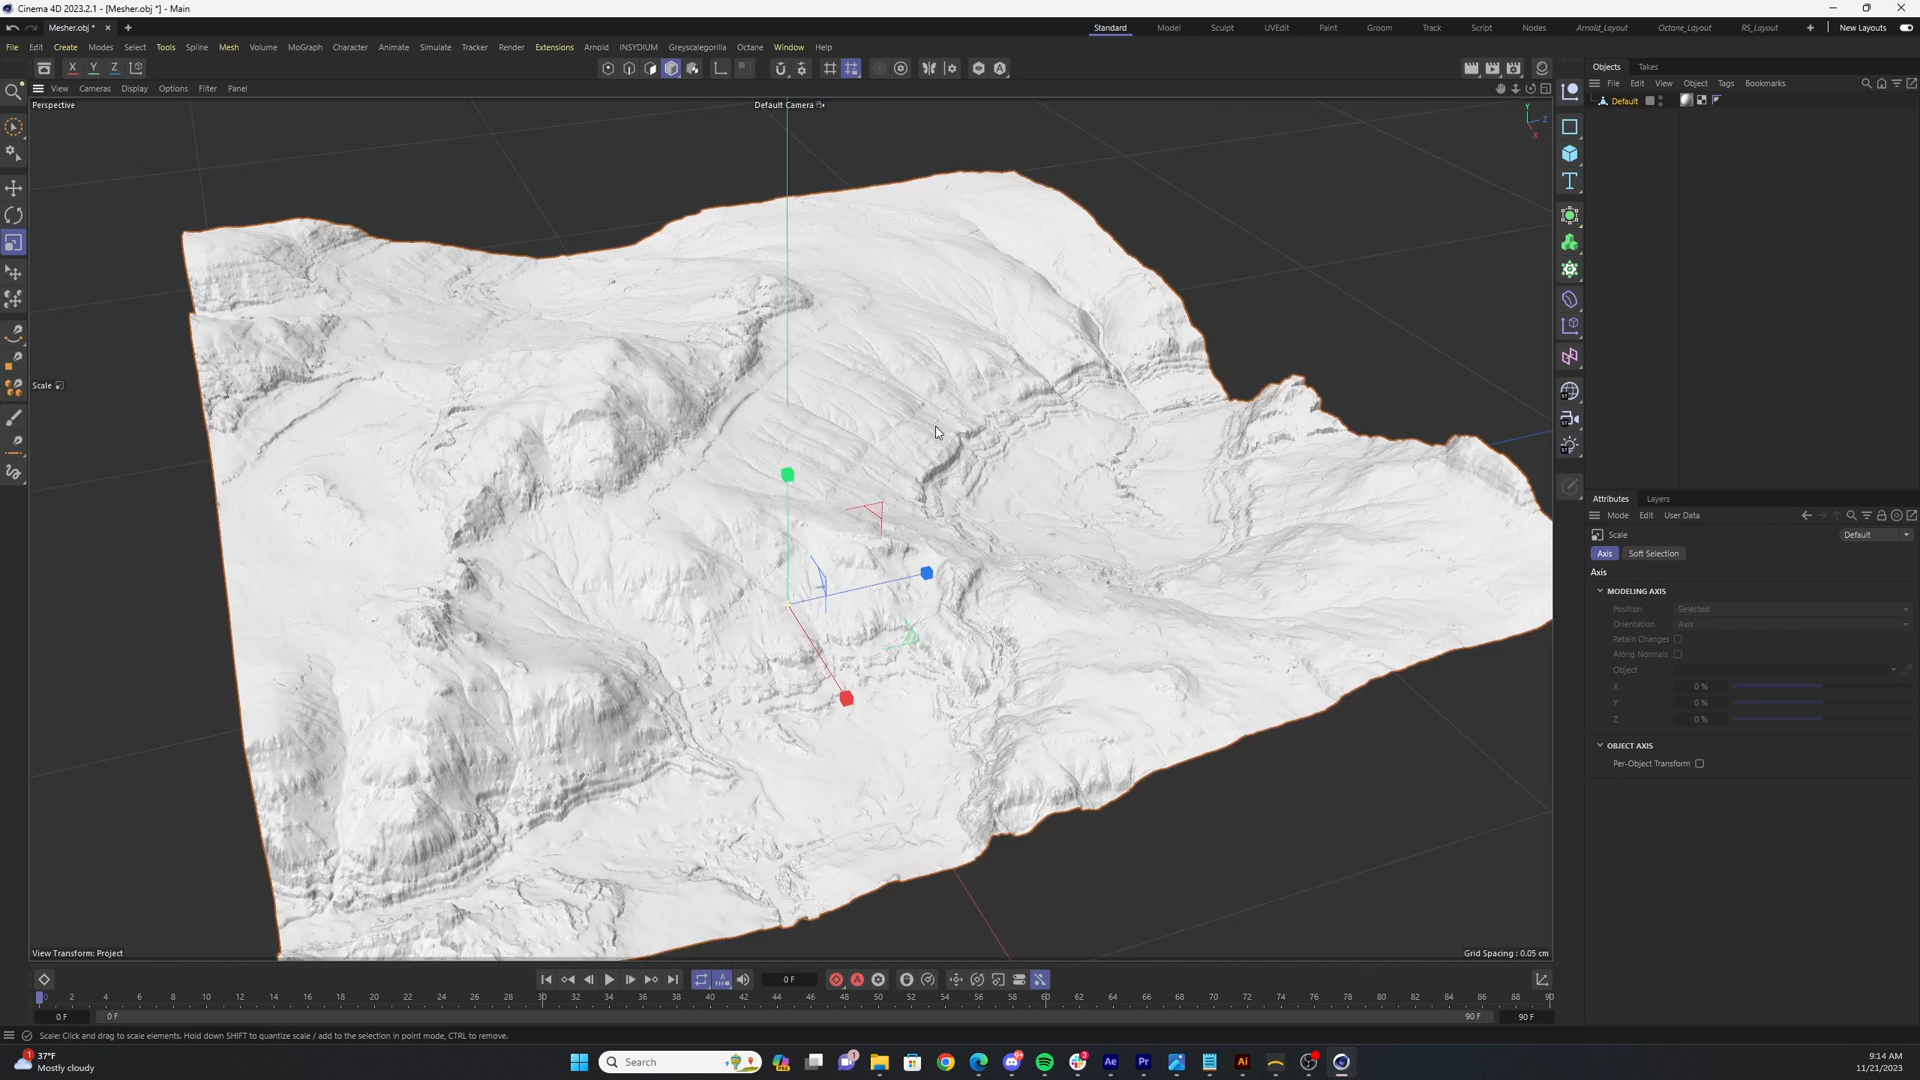 Cinema 4D 2023.2.1 - [Mesher.obj *] - Main
Mesher.obj *
Standard Model Sculpt UVEdit Paint Groom Track Script Nodes Arnold_Layout Octane_Layout RS_Layout New Layouts
File Edit Create Modes Select Tools Spline Mesh Volume MoGraph Character Animate Simulate Tracker Render Extensions Arnold INSYDIUM Greyscalegorilla Octane Window Help
X Y Z
Objects Takes
View Cameras Display Options Filter Panel
File Edit View Object Tags Bookmarks
Perspective
Default Camera
Default
Y
Z
X
Scale
Attributes Layers
Mode Edit User Data
Scale Default
Axis Soft Selection
Axis
MODELING AXIS
Position Selected
Orientation Axis
Retain Changes
Along Normals
Object
X 0 %
Y 0 %
Z 0 %
OBJECT AXIS
Per-Object Transform
View Transform: Project
Grid Spacing : 0.05 cm
0 F
0 2 4 6 8 10 12 14 16 18 20 22 24 26 28 30 32 34 36 38 40 42 44 46 48 50 52 54 56 58 60 62 64 66 68 70 72 74 76 78 80 82 84 86 88 90
0 F 0 F 90 F 90 F
Scale: Click and drag to scale elements. Hold down SHIFT to quantize scale / add to the selection in point mode, CTRL to remove.
37°F
Mostly cloudy
Search
Ae Pr Ai
9:14 AM
11/21/2023